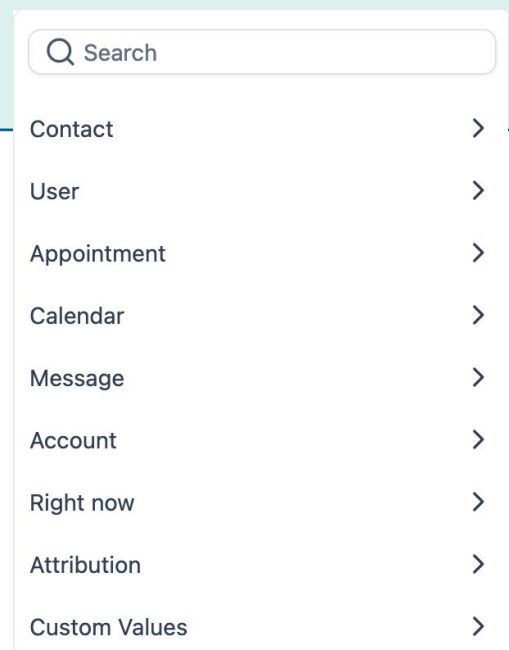 Search
Contact
User
Appointment
Calendar
Message
Account
Right now
Attribution
Custom Values